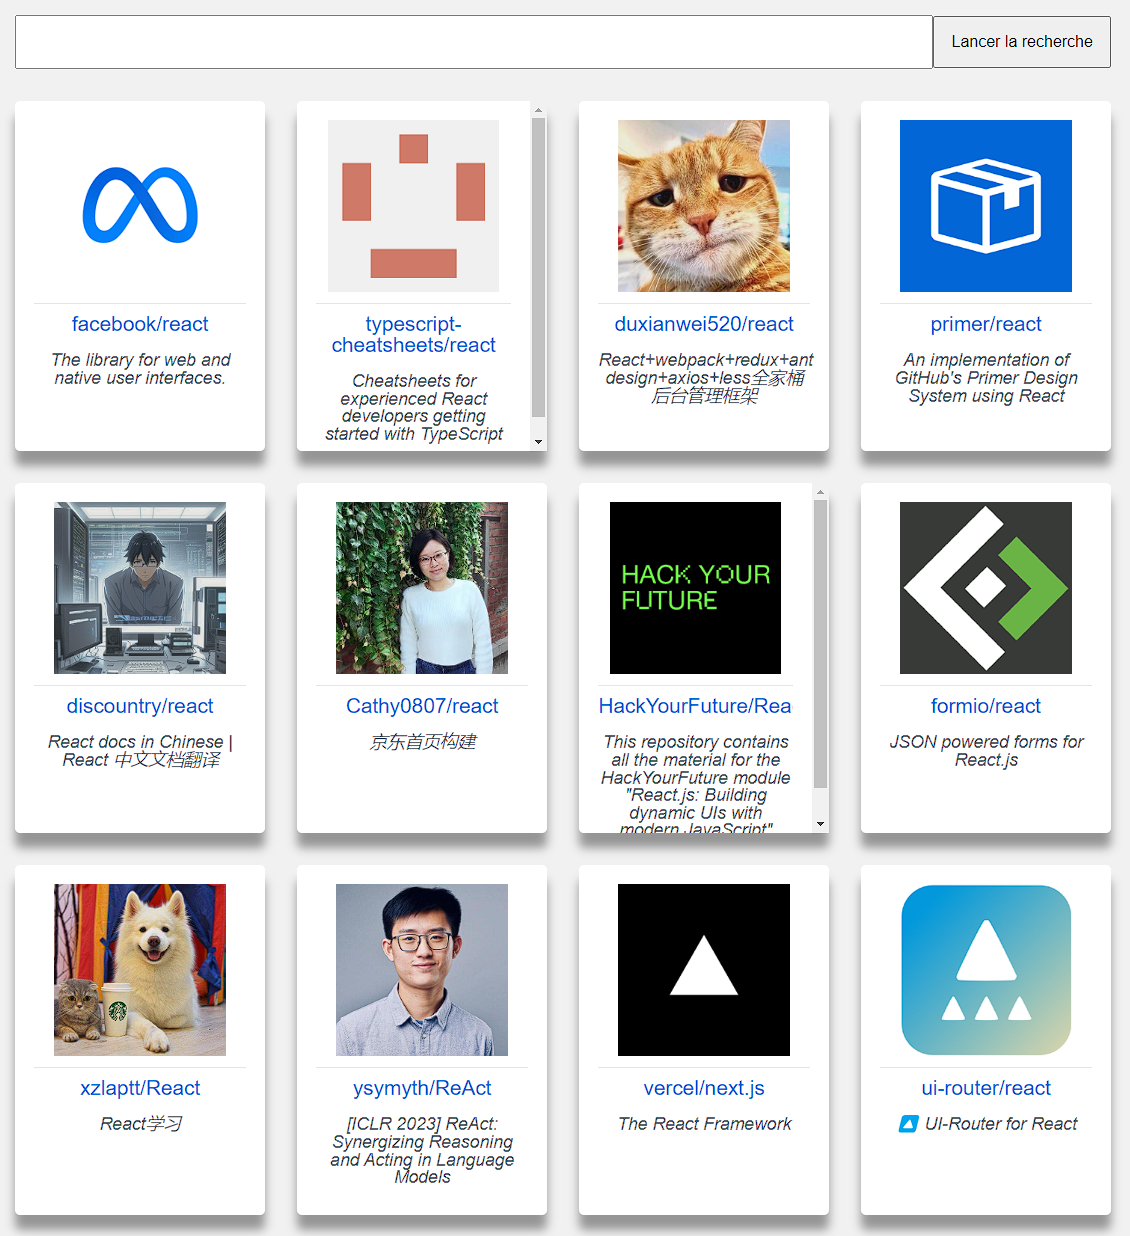 Lancer la recherche
facebook/react
The library for web and
native user interfaces.
typescript-
cheatsheets/react
Cheatsheets for
experienced React
developers getting
started with TypeScript
duxianwei520/react
React+webpack+redux+ant
design+axios+less全家桶
后台管理框架
primer/react
An implementation of
GitHub's Primer Design
System using React
discountry/react
React docs in Chinese |
React 中文文档翻译
Cathy0807/react
京东首页构建
HACK YOUR
FUTURE
HackYourFuture/Rea
This repository contains
all the material for the
HackYourFuture module
"React.js: Building
dynamic UIs with
modern JavaScript"
formio/react
JSON powered forms for
React.js
xzlaptt/React
React学习
ysymyth/ReAct
[ICLR 2023] ReAct:
Synergizing Reasoning
and Acting in Language
Models
vercel/next.js
The React Framework
ui-router/react
UI-Router for React